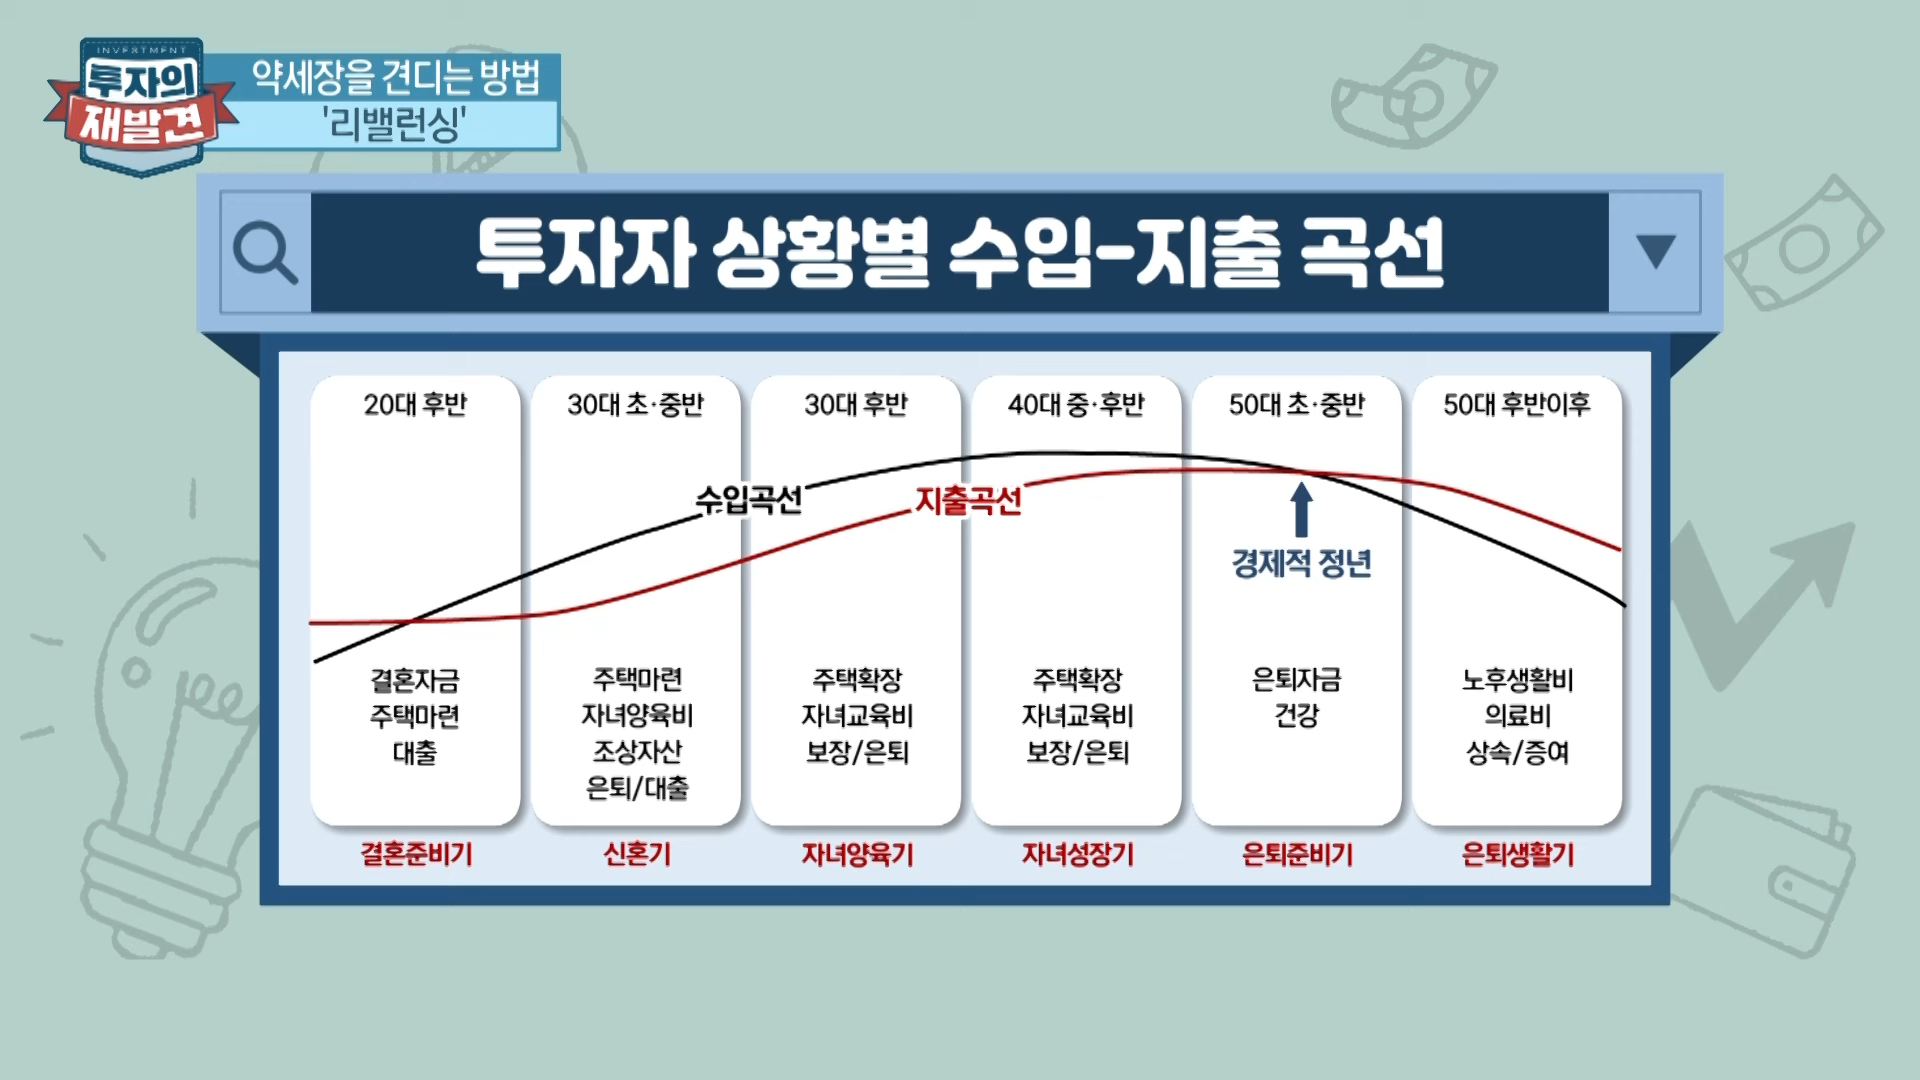 INVESTMENT
투자의
재발견
약세장을 견디는 방법
'리밸런싱'
투자자 상황별 수입-지출 곡선
20대 후반
30대 초·중반
30대 후반
40대 중·후반
50대 초·중반
50대 후반이후
수입곡선
지출곡선
경제적 정년
결혼자금
주택마련
대출
주택마련
자녀양육비
조상자산
은퇴/대출
주택확장
자녀교육비
보장/은퇴
주택확장
자녀교육비
보장/은퇴
은퇴자금
건강
노후생활비
의료비
상속/증여
결혼준비기
신혼기
자녀양육기
자녀성장기
은퇴준비기
은퇴생활기